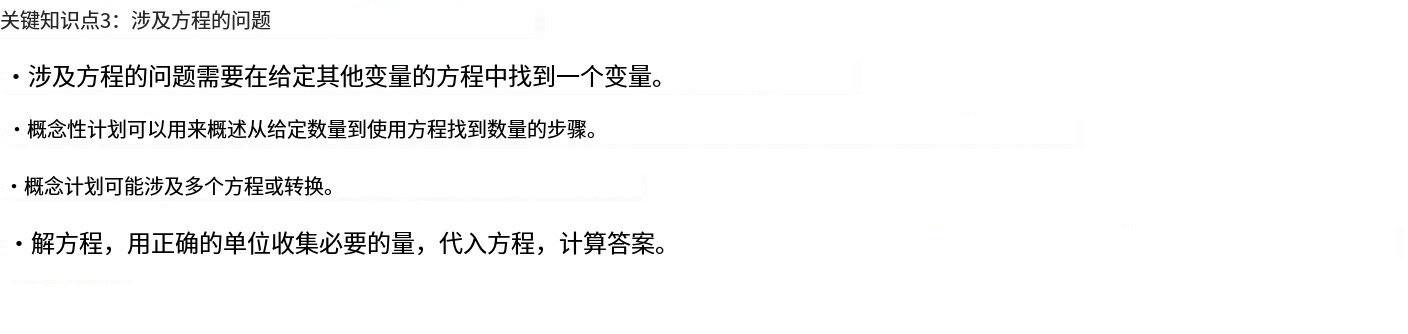 关键知识点3：涉及方程的问题
•涉及方程的问题需要在给定其他变量的方程中找到一个变量。
•概念性计划可以用来概述从给定数量到使用方程找到数量的步骤。
•概念计划可能涉及多个方程或转换。
•解方程，用正确的单位收集必要的量，代入方程，计算答案。